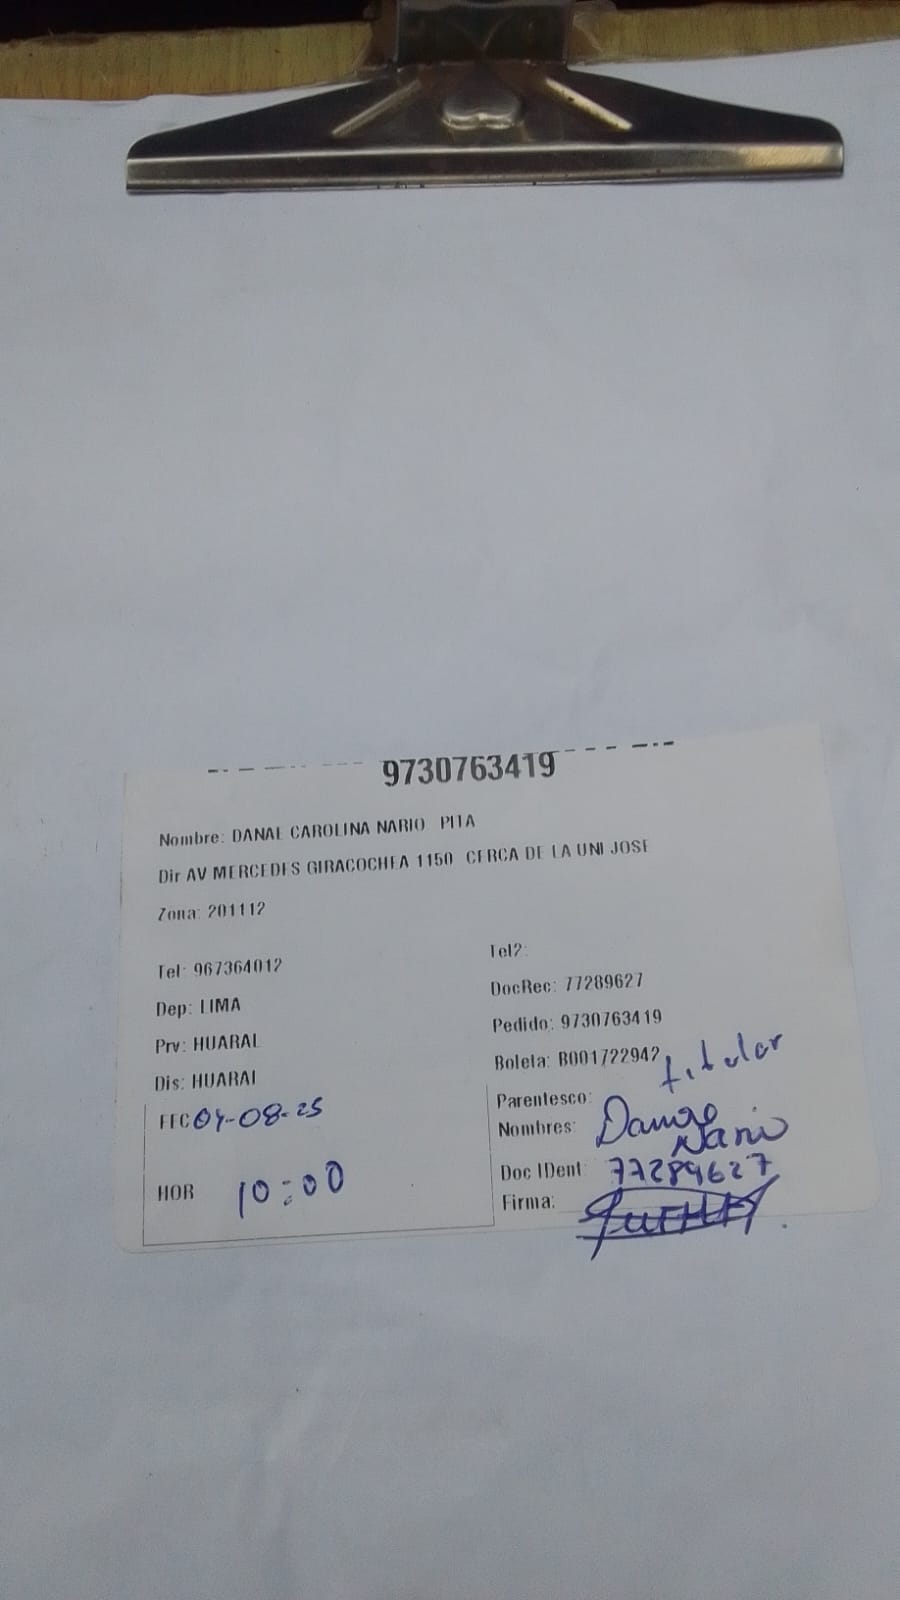 9730763419
Nombre: DANAE CAROLINA NARIO PITA
Dir AV MERCEDES GIRACOCHEA 1150 CERCA DE LA UNI JOSE
Zona: 201112
Tel: 967364012
Tel2:
Dep: LIMA
DocRec: 77289627
Prv: HUARAL
Pedido: 9730763419
Dis: HUARAL
Boleta: B001722942
Parentesco: titular
FEC 04-08-25
Nombres: Danae
Nario
HOR 10:00
Doc IDent: 77289627
Firma: